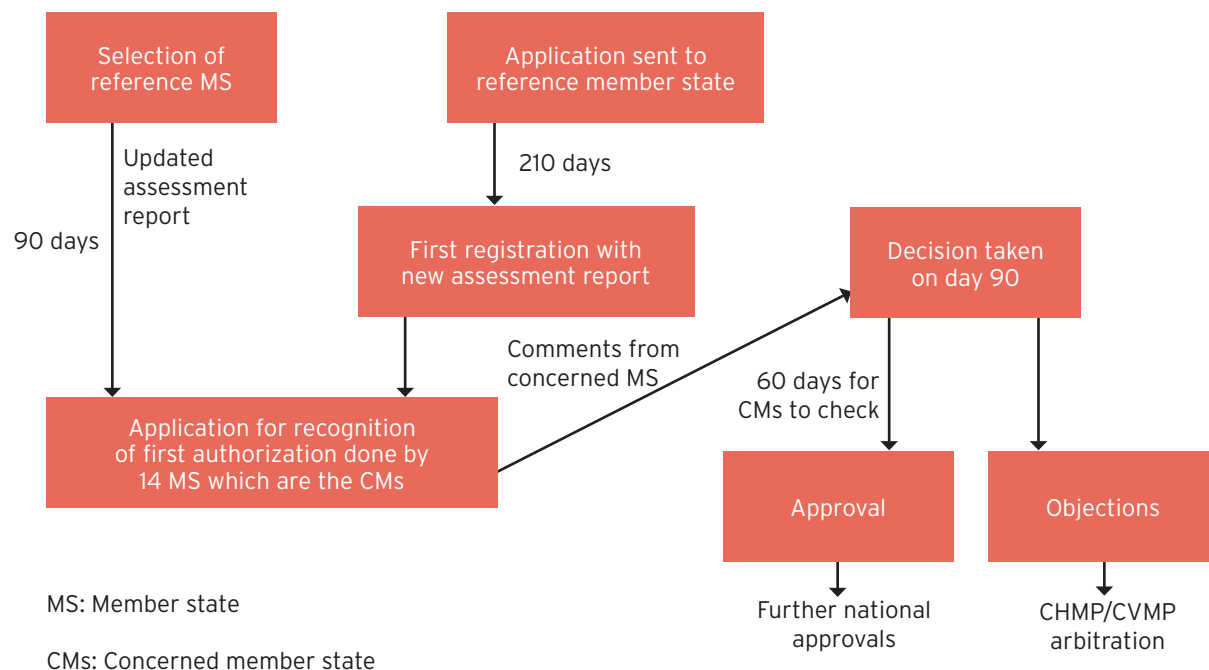 Selection of
reference MS
Application sent to
reference member state
Updated
assessment
report
90 days
210 days
First registration with
new assessment report
Decision taken
on day 90
Comments from
concerned MS
60 days for
CMs to check
Application for recognition
of first authorization done by
14 MS which are the CMs
Approval
Objections
Further national
approvals
CHMP/CVMP
arbitration
MS: Member state
CMs: Concerned member state